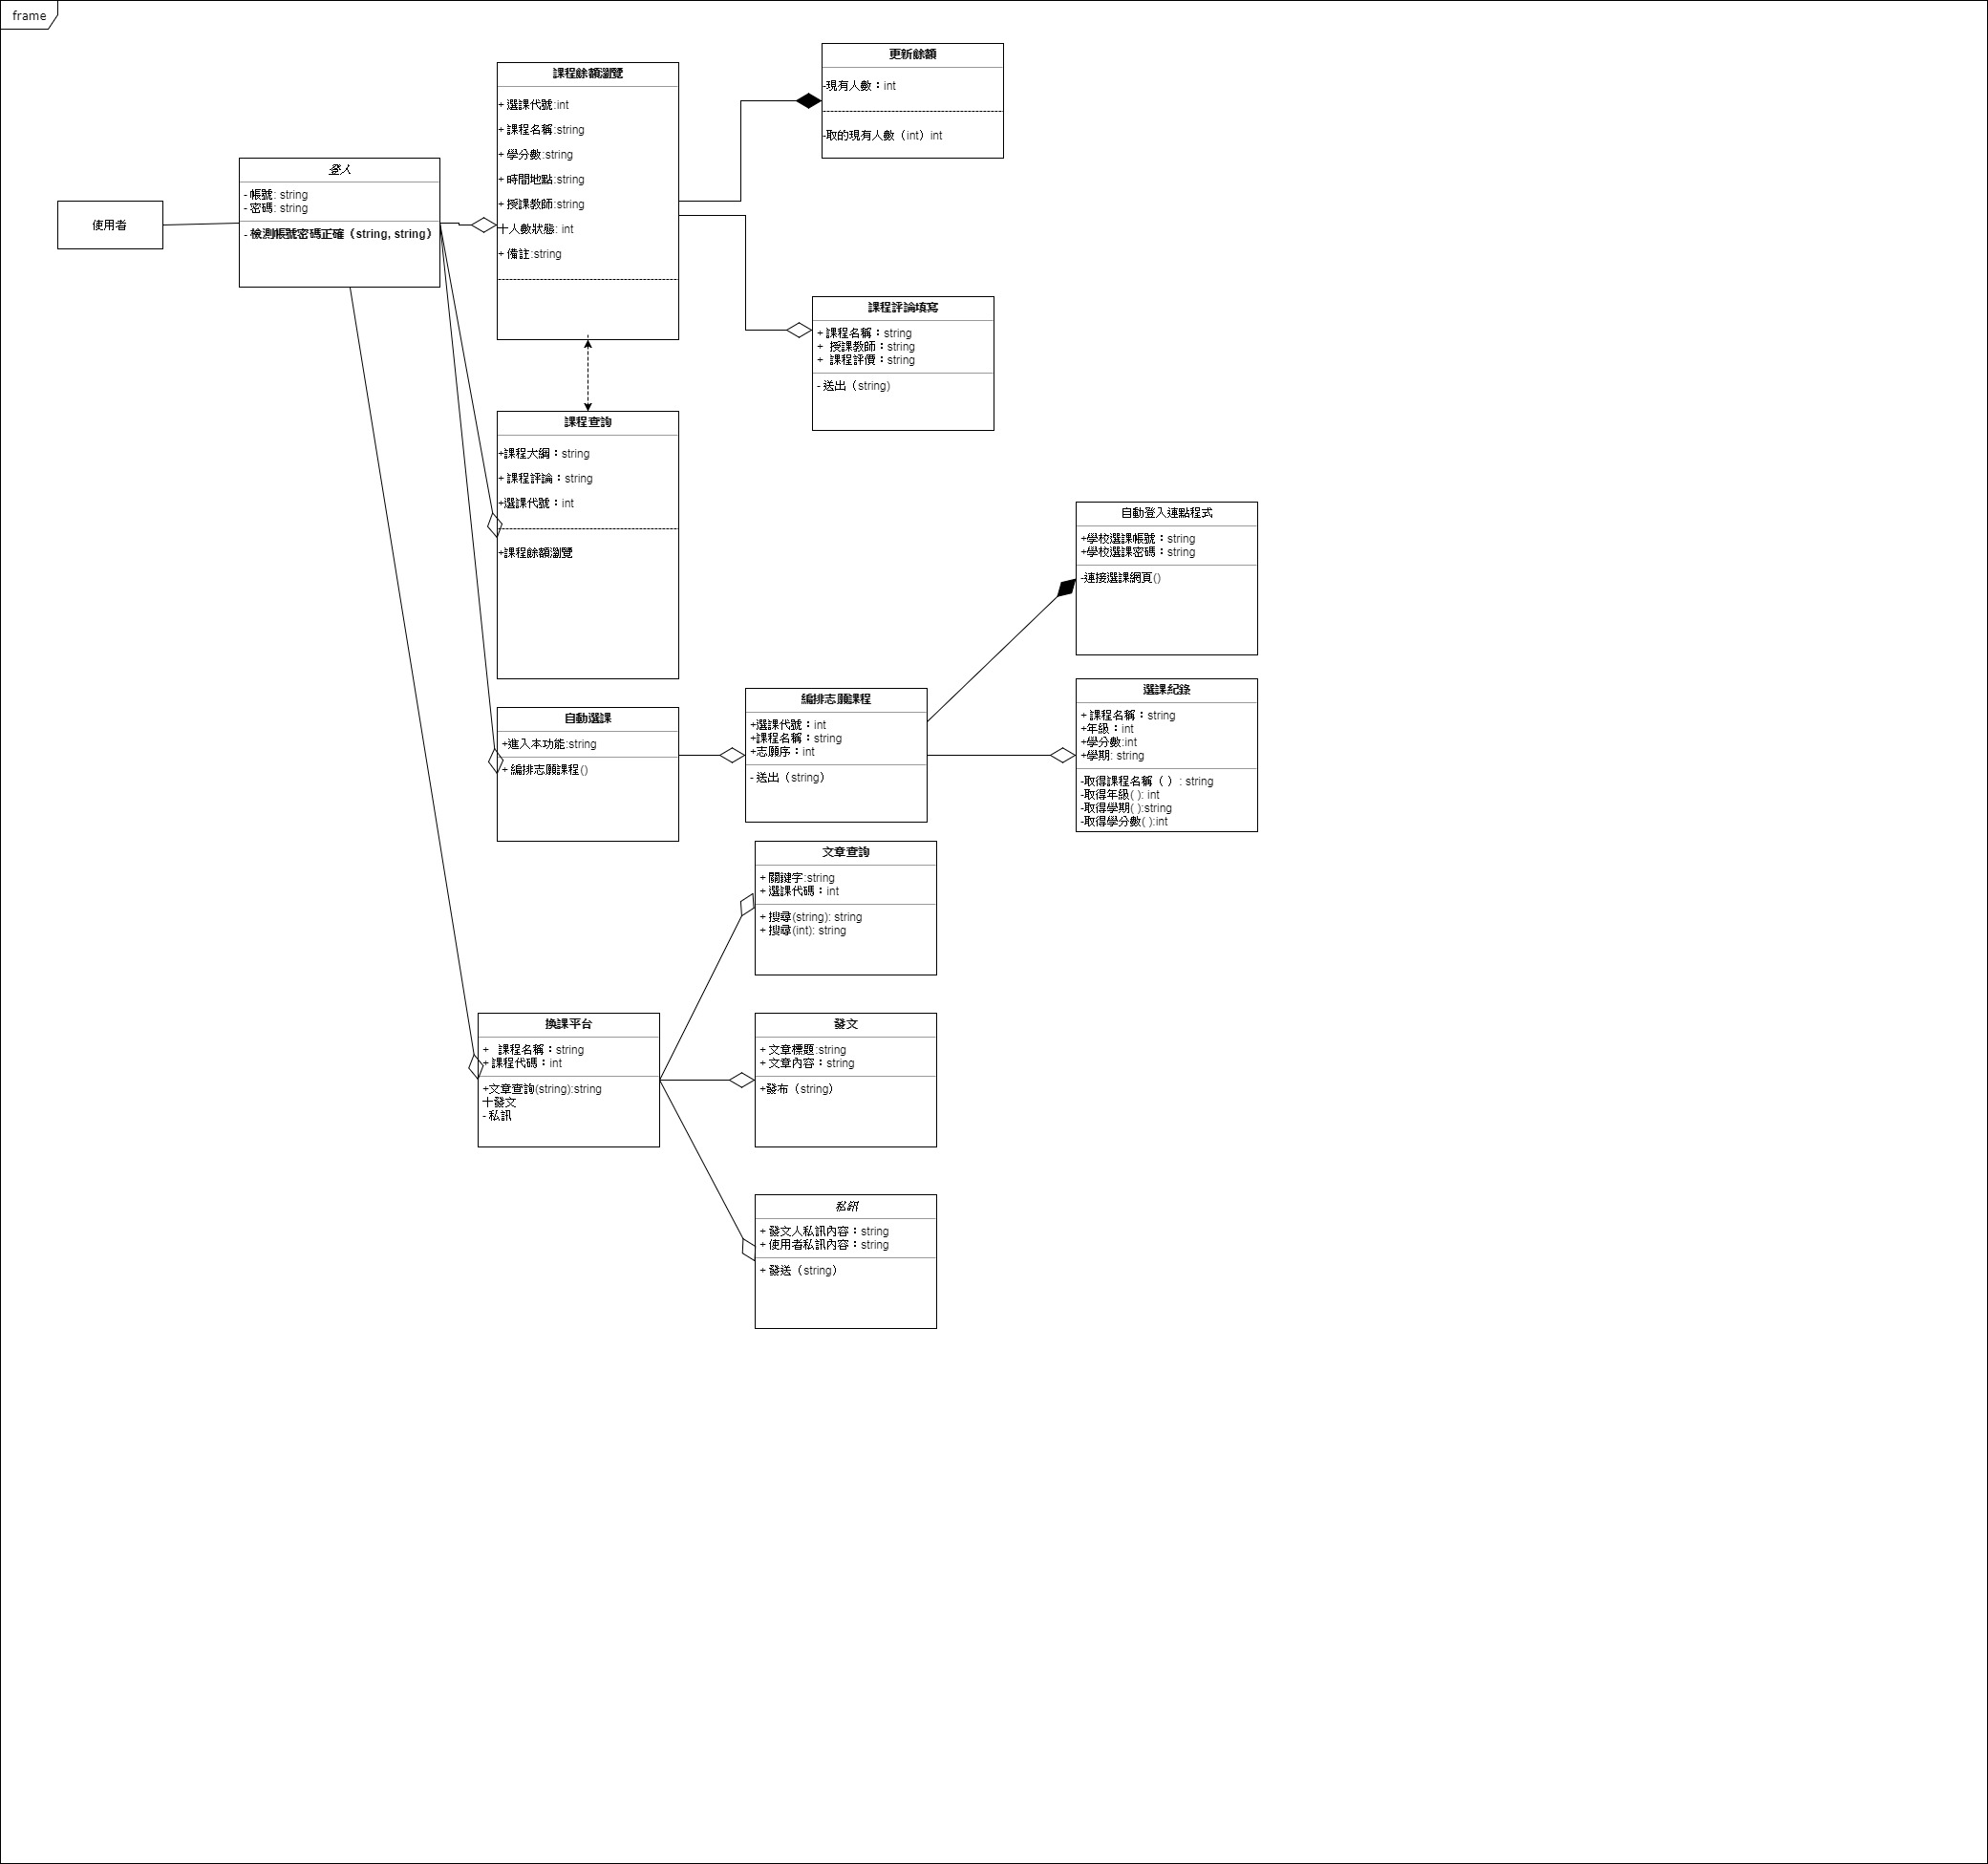 frame
使用者
登入
- 帳號: string
- 密碼: string
- 檢測帳號密碼正確（string, string）
課程餘額瀏覽
+ 選課代號:int
+ 課程名稱:string
+ 學分數:string
+ 時間地點:string
+ 授課教師:string
十人數狀態: int
+ 備註:string
更新餘額
-現有人數：int
-取的現有人數（int）int
課程評論填寫
+ 課程名稱：string
+ 授課教師：string
+ 課程評價：string
- 送出（string)
課程查詢
+課程大綱：string
+ 課程評論：string
+選課代號：int
+課程餘額瀏覽
自動登入連點程式
+學校選課帳號：string
+學校選課密碼：string
-連接選課網頁()
自動選課
+進入本功能:string
+ 編排志願課程()
編排志願課程
+選課代號：int
+課程名稱：string
+志願序：int
- 送出（string）
選課紀錄
+ 課程名稱：string
+年級：int
+學分數:int
+學期: string
-取得課程名稱（ ）: string
-取得年級( ): int
-取得學期( ):string
-取得學分數( ):int
文章查詢
+ 關鍵字:string
+ 選課代碼：int
+ 搜尋(string): string
+ 搜尋(int): string
換課平台
+ 課程名稱：string
+ 課程代碼：int
+文章查詢(string):string
十發文
- 私訊
發文
+ 文章標題:string
+ 文章內容：string
+發布（string）
私訊
+ 發文人私訊內容：string
+ 使用者私訊內容：string
+ 發送（string）